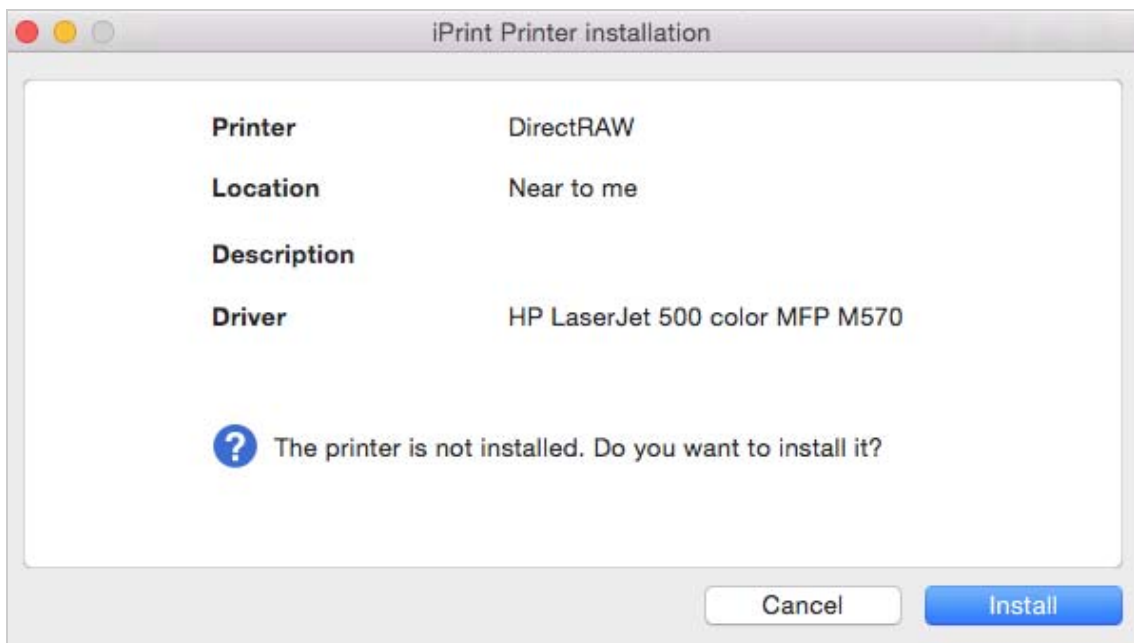 iPrint Printer installation
Printer DirectRAW
Location Near to me
Description
Driver HP LaserJet 500 color MFP M570
? The printer is not installed. Do you want to install it?
Cancel Install